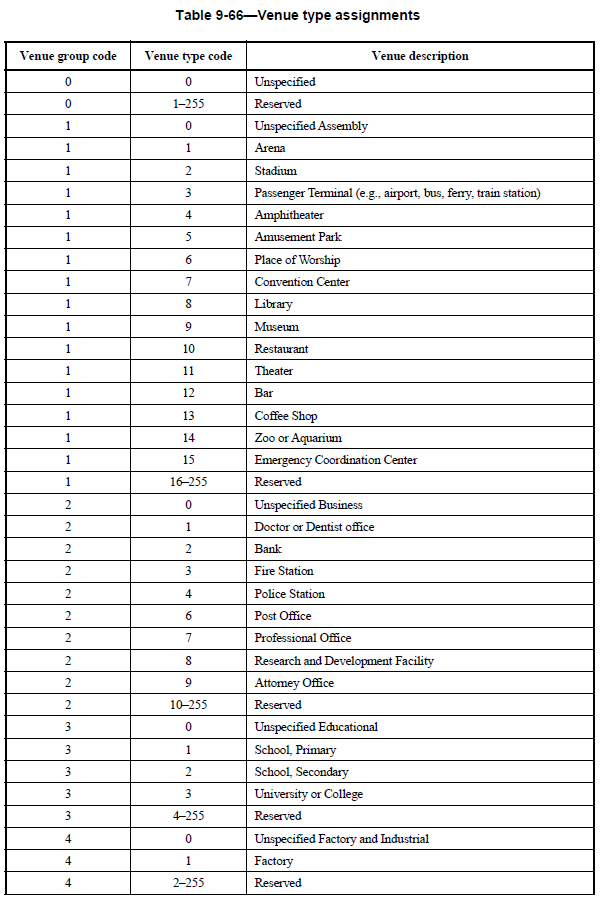 Table 9-66—Venue type assignments
Venue group code Venue type code Venue description
0 0 Unspecified
0 1–255 Reserved
1 0 Unspecified Assembly
1 1 Arena
1 2 Stadium
1 3 Passenger Terminal (e.g., airport, bus, ferry, train station)
1 4 Amphitheater
1 5 Amusement Park
1 6 Place of Worship
1 7 Convention Center
1 8 Library
1 9 Museum
1 10 Restaurant
1 11 Theater
1 12 Bar
1 13 Coffee Shop
1 14 Zoo or Aquarium
1 15 Emergency Coordination Center
1 16–255 Reserved
2 0 Unspecified Business
2 1 Doctor or Dentist office
2 2 Bank
2 3 Fire Station
2 4 Police Station
2 6 Post Office
2 7 Professional Office
2 8 Research and Development Facility
2 9 Attorney Office
2 10–255 Reserved
3 0 Unspecified Educational
3 1 School, Primary
3 2 School, Secondary
3 3 University or College
3 4–255 Reserved
4 0 Unspecified Factory and Industrial
4 1 Factory
4 2–255 Reserved